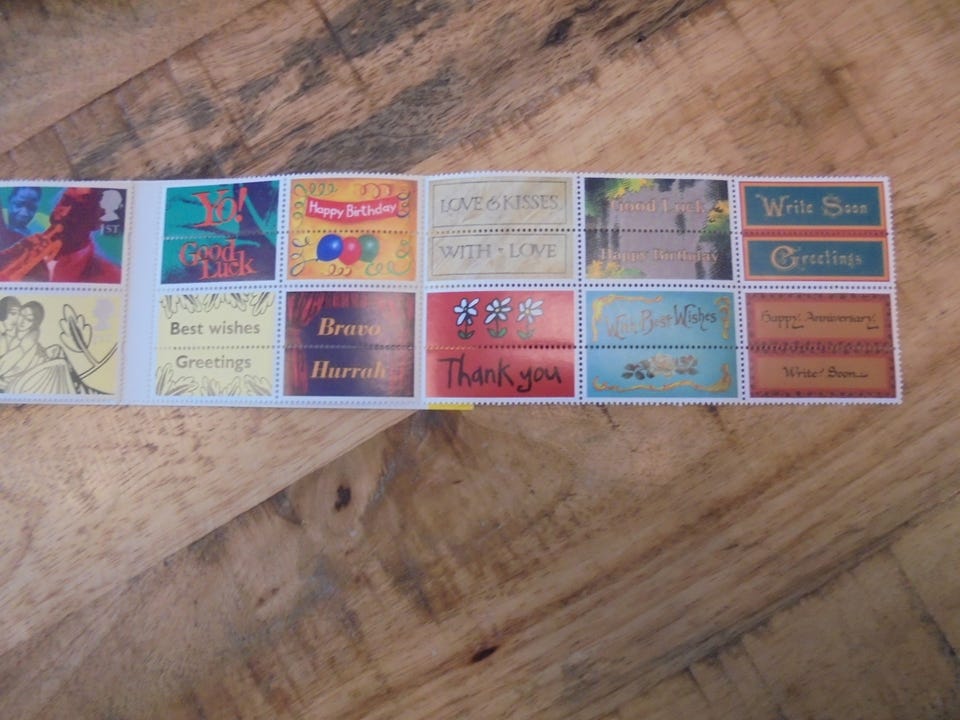 1ST
Yo!
Good
Luck
Happy Birthday
LOVE & KISSES
WITH • LOVE
Good Luck
Happy Birthday
Write Soon
Greetings
Best wishes
Greetings
Bravo
Hurrah
Thank you
With Best Wishes
Happy Anniversary
Write Soon